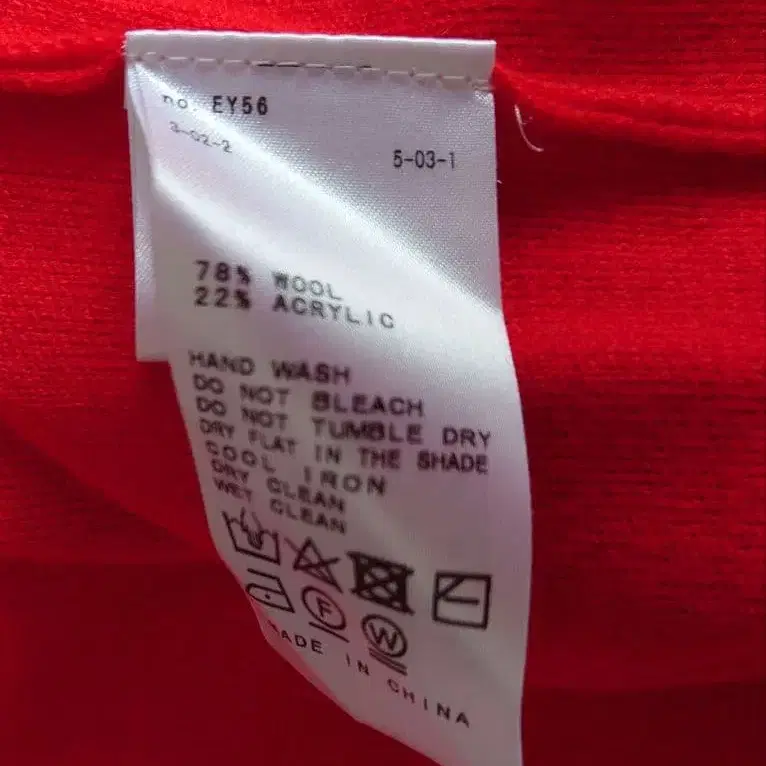 no. EY56
3-02-2
5-03-1
78% WOOL
22% ACRYLIC
HAND WASH
DO NOT BLEACH
DO NOT TUMBLE DRY
DRY FLAT IN THE SHADE
COOL IRON
DRY CLEAN
WET CLEAN
F
W
MADE IN CHINA